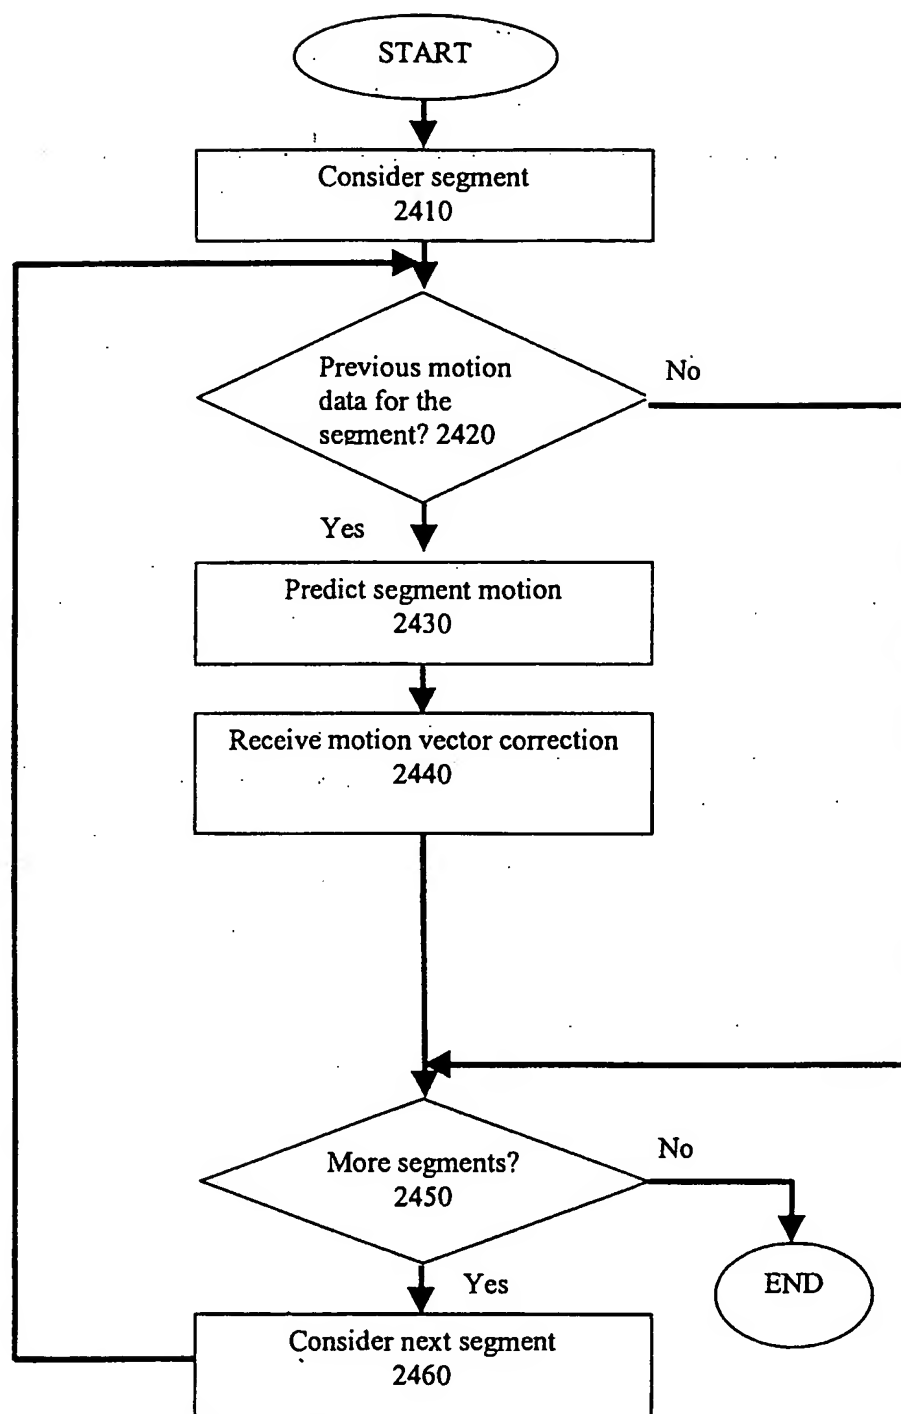 START
Consider segment
2410
Previous motion
data for the
segment? 2420
No
Yes
Predict segment motion
2430
Receive motion vector correction
2440
More segments?
2450
No
Yes
END
Consider next segment
2460